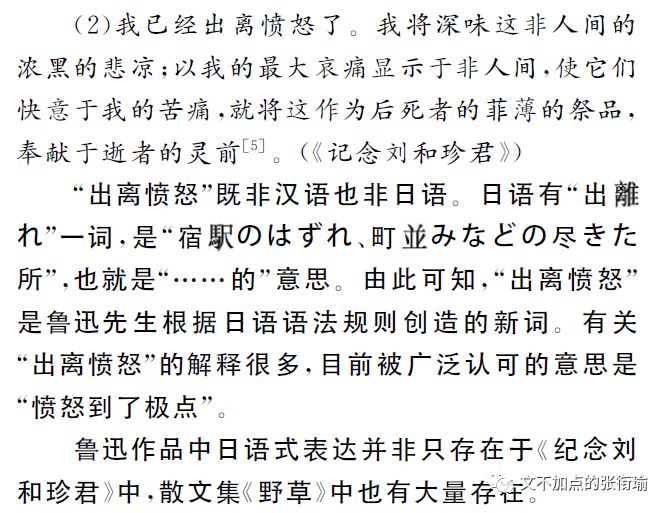 (2)我已经出离愤怒了。我将深味这非人间的
浓黑的悲凉;以我的最大哀痛显示于非人间,使它们
快意于我的苦痛,就将这作为后死者的菲薄的祭品,
奉献于逝者的灵前[5]。(《记念刘和珍君》)
“出离愤怒”既非汉语也非日语。日语有“出離
れ”一词,是“宿駅のはずれ、町並みなどの尽きた
所”,也就是“……的”意思。由此可知,“出离愤怒”
是鲁迅先生根据日语语法规则创造的新词。有关
“出离愤怒”的解释很多,目前被广泛认可的意思是
“愤怒到了极点”。
鲁迅作品中日语式表达并非只存在于《纪念刘
和珍君》中,散文集《野草》中也有大量存在。
文不加点的张衔瑜